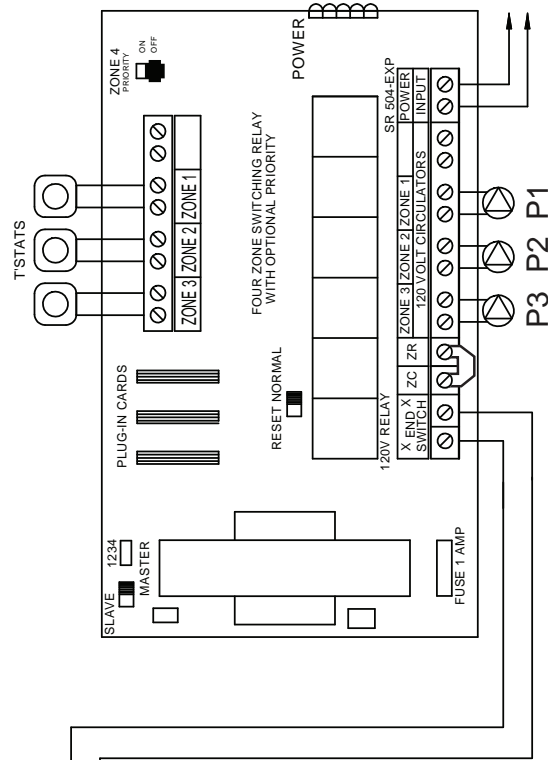 T'STATS
ZONE 4
PRIORITY
ON
OFF
ZONE 3
ZONE 2
ZONE 1
PLUG-IN CARDS
SLAVE
1234
MASTER
FOUR ZONE SWITCHING RELAY
WITH OPTIONAL PRIORITY
POWER
RESET NORMAL
120V RELAY
SR 504-EXP
FUSE 1 AMP
X END X
SWITCH
ZC
ZR
ZONE 3
ZONE 2
ZONE 1
120 VOLT CIRCULATORS
POWER
INPUT
P3 P2 P1